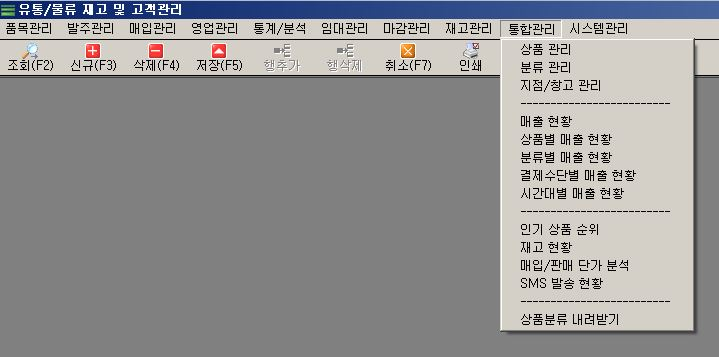 유통/물류 재고 및 고객관리
품목관리 발주관리 매입관리 영업관리 통계/분석 임대관리 마감관리 재고관리 통합관리 시스템관리
조회(F2) 신규(F3) 삭제(F4) 저장(F5) 행추가 행삭제 취소(F7) 인쇄
상품 관리
분류 관리
지점/창고 관리
-------------------------
매출 현황
상품별 매출 현황
분류별 매출 현황
결제수단별 매출 현황
시간대별 매출 현황
-------------------------
인기 상품 순위
재고 현황
매입/판매 단가 분석
SMS 발송 현황
-------------------------
상품분류 내려받기